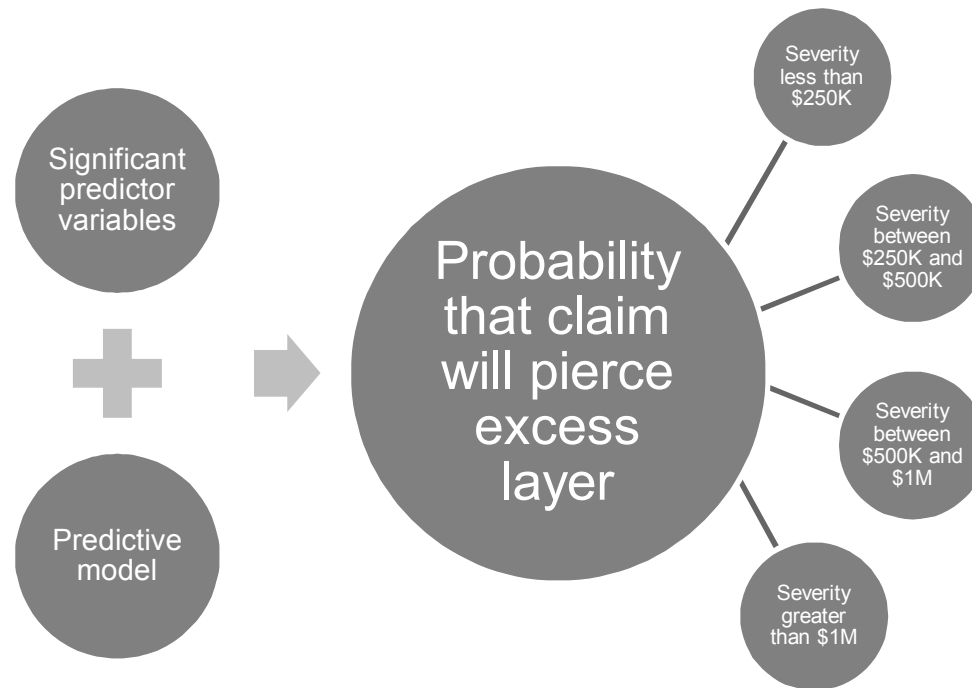 Significant
predictor
variables
Predictive
model
Probability
that claim
will pierce
excess
layer
Severity
less than
$250K
Severity
between
$250K and
$500K
Severity
between
$500K and
$1M
Severity
greater
than $1M